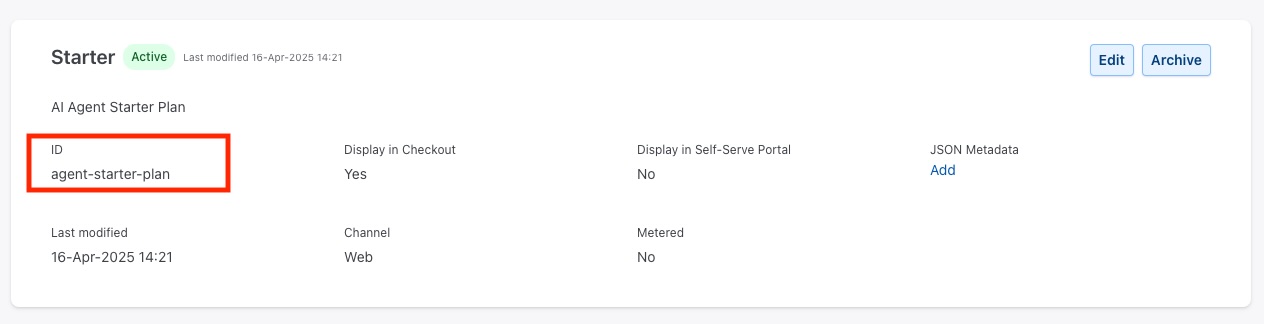 Starter Active Last modified 16-Apr-2025 14:21 Edit Archive
AI Agent Starter Plan
ID Display in Checkout Display in Self-Serve Portal JSON Metadata
agent-starter-plan Yes No Add
Last modified Channel Metered
16-Apr-2025 14:21 Web No